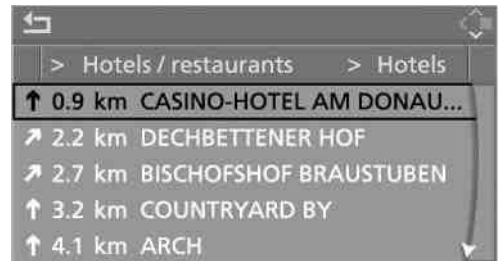 > Hotels / restaurants > Hotels
0.9 km CASINO-HOTEL AM DONAU...
2.2 km DECHBETTENER HOF
2.7 km BISCHOFSHOF BRAUSTUBEN
3.2 km COUNTRYARD BY
4.1 km ARCH